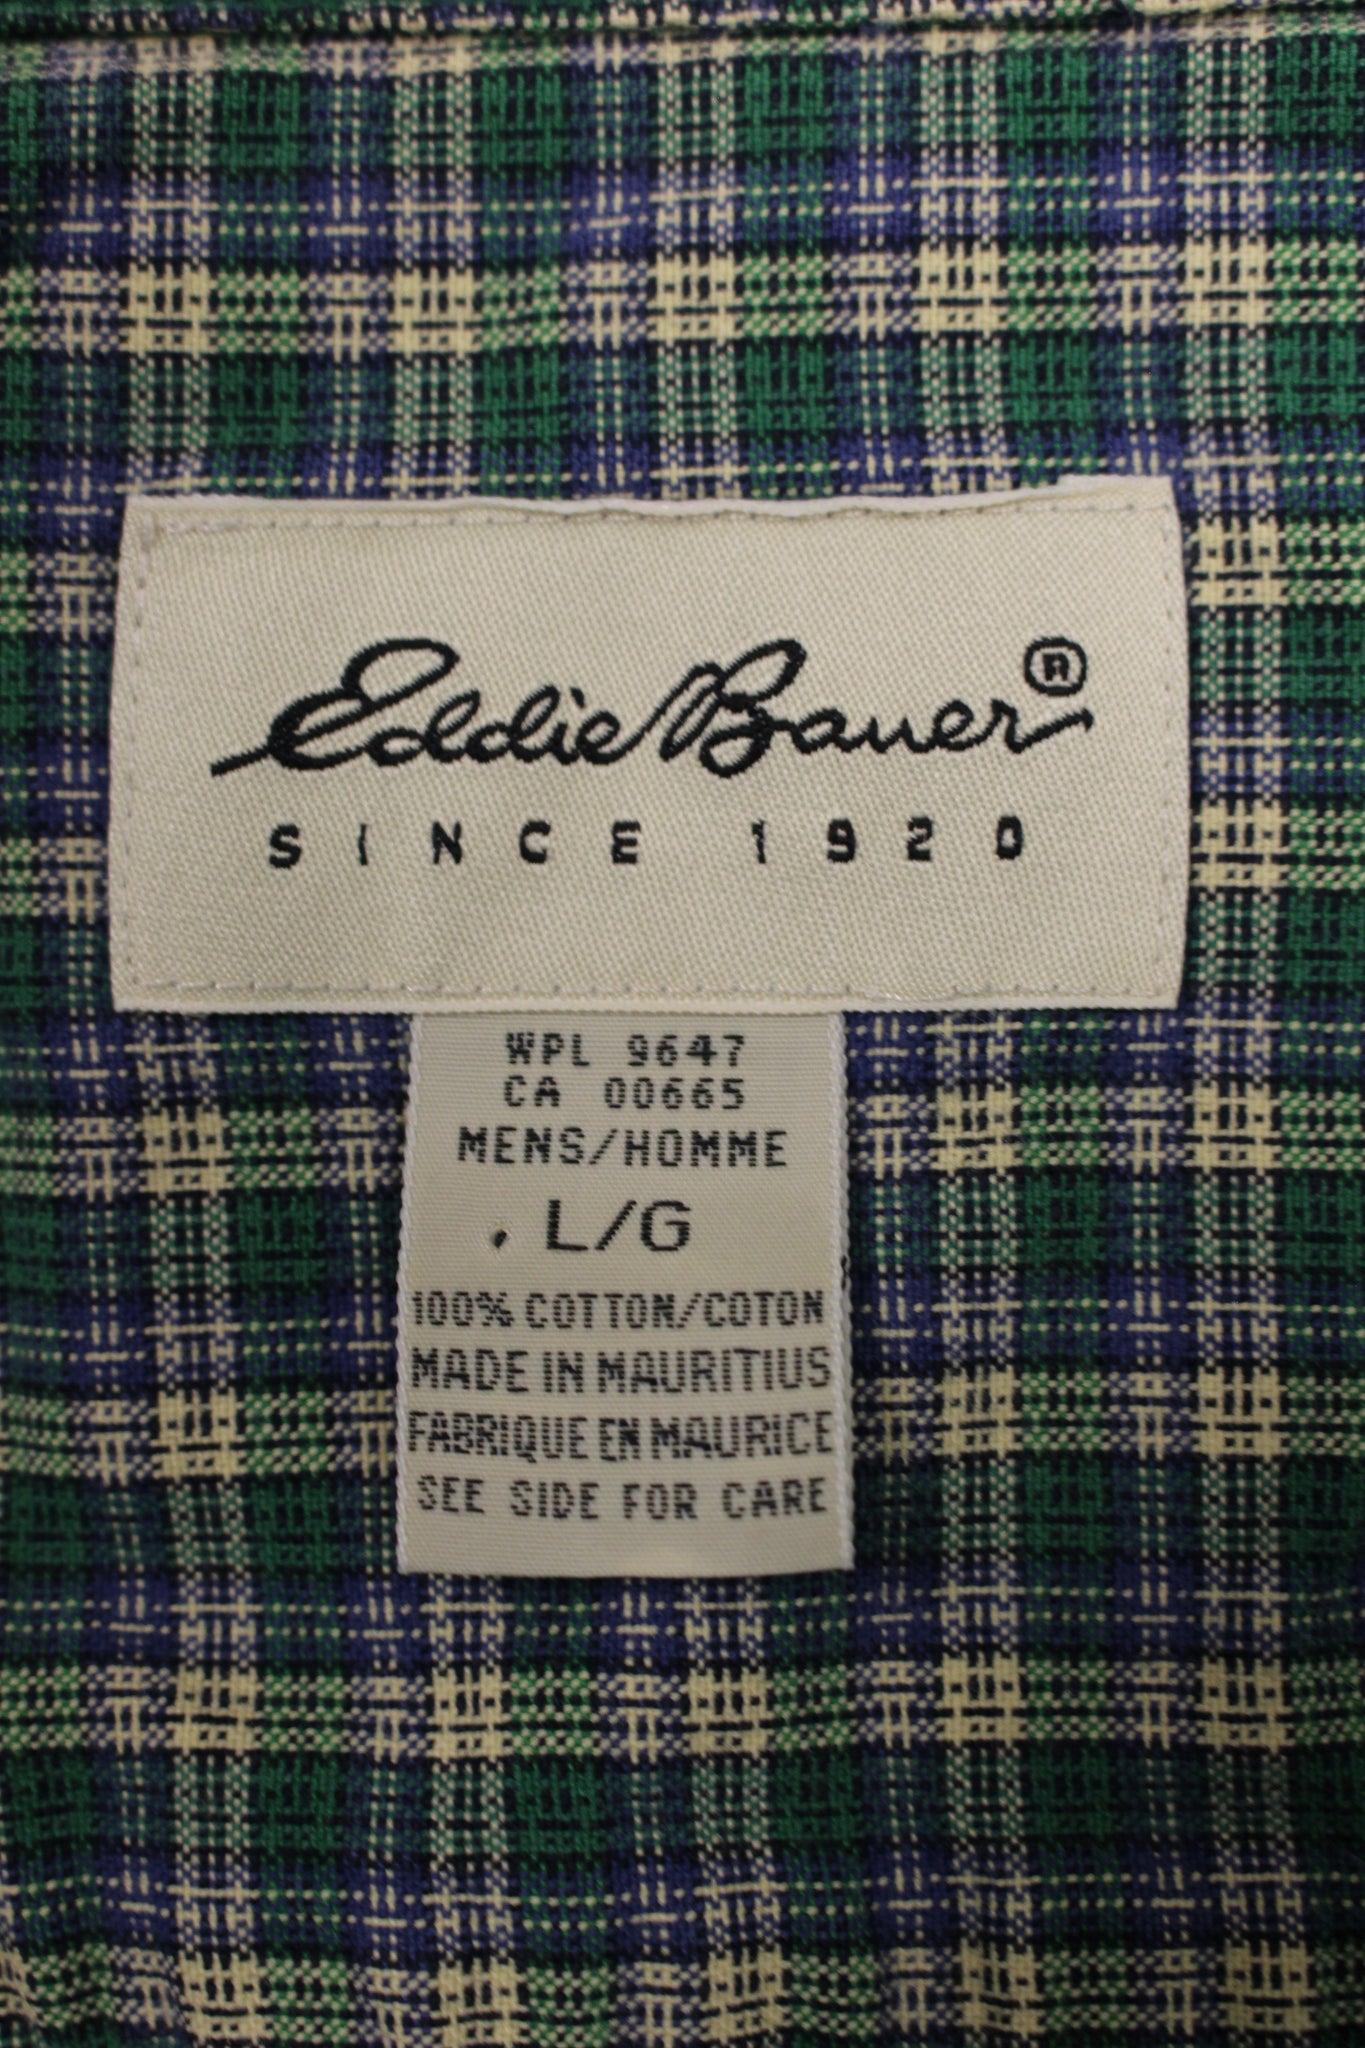 Eddie Bauer®
SINCE 1920
WPL 9647
CA 00665
MENS/HOMME
L/G
100% COTTON/COTON
MADE IN MAURITIUS
FABRIQUE EN MAURICE
SEE SIDE FOR CARE